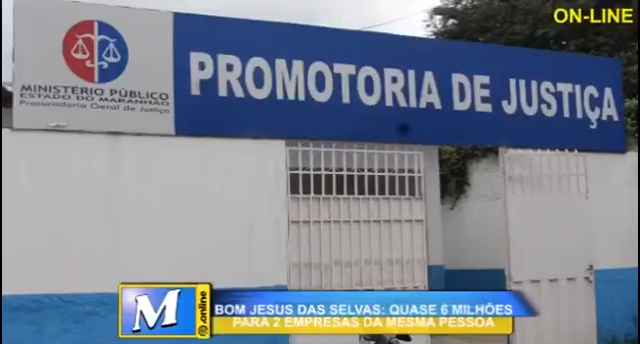 ON-LINE
PROMOTORIA DE JUSTIÇA
MINISTÉRIO PÚBLICO
ESTADO DO MARANHÃO
Procuradoria Geral de Justiça
M
@.online
BOM JESUS DAS SELVAS: QUASE 6 MILHÕES
PARA 2 EMPRESAS DA MESMA PESSOA